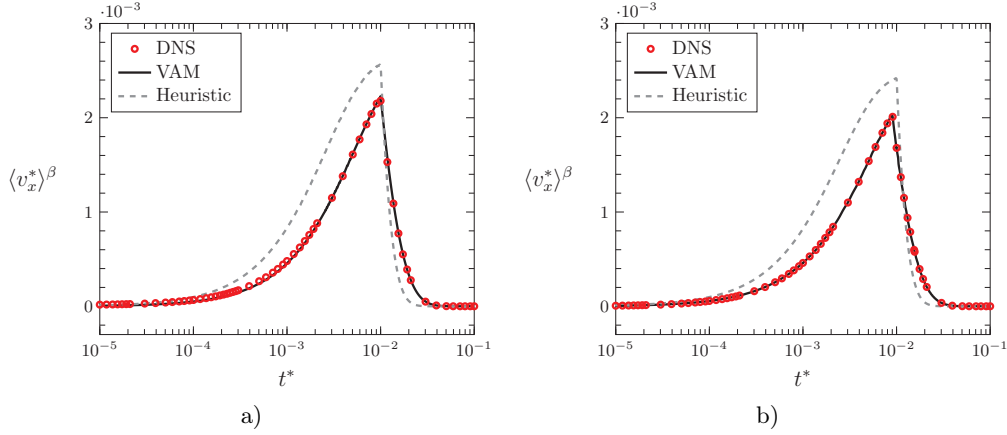 ·10⁻³
3
2
1
0
⟨v*ₓ⟩^β
DNS
VAM
Heuristic
10⁻⁵ 10⁻⁴ 10⁻³ 10⁻² 10⁻¹
t*
a)
·10⁻³
3
2
1
0
⟨v*ₓ⟩^β
DNS
VAM
Heuristic
10⁻⁵ 10⁻⁴ 10⁻³ 10⁻² 10⁻¹
t*
b)